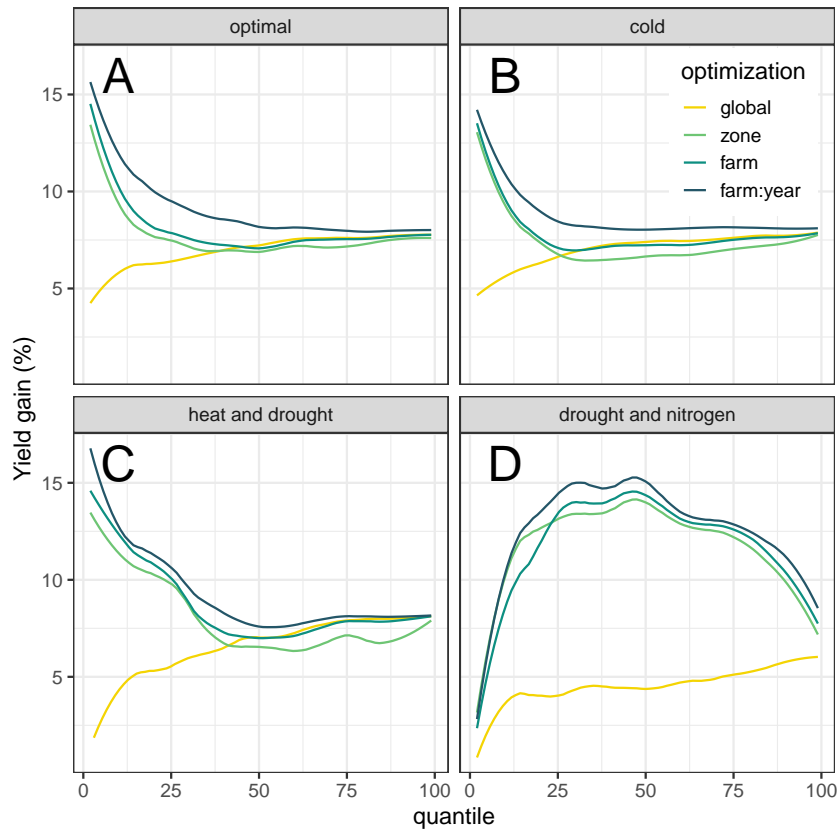 optimal
cold
A
B
optimization
global
zone
farm
farm:year
15
10
5
heat and drought
drought and nitrogen
C
D
15
10
5
0
25
50
75
100
0
25
50
75
100
Yield gain (%)
quantile